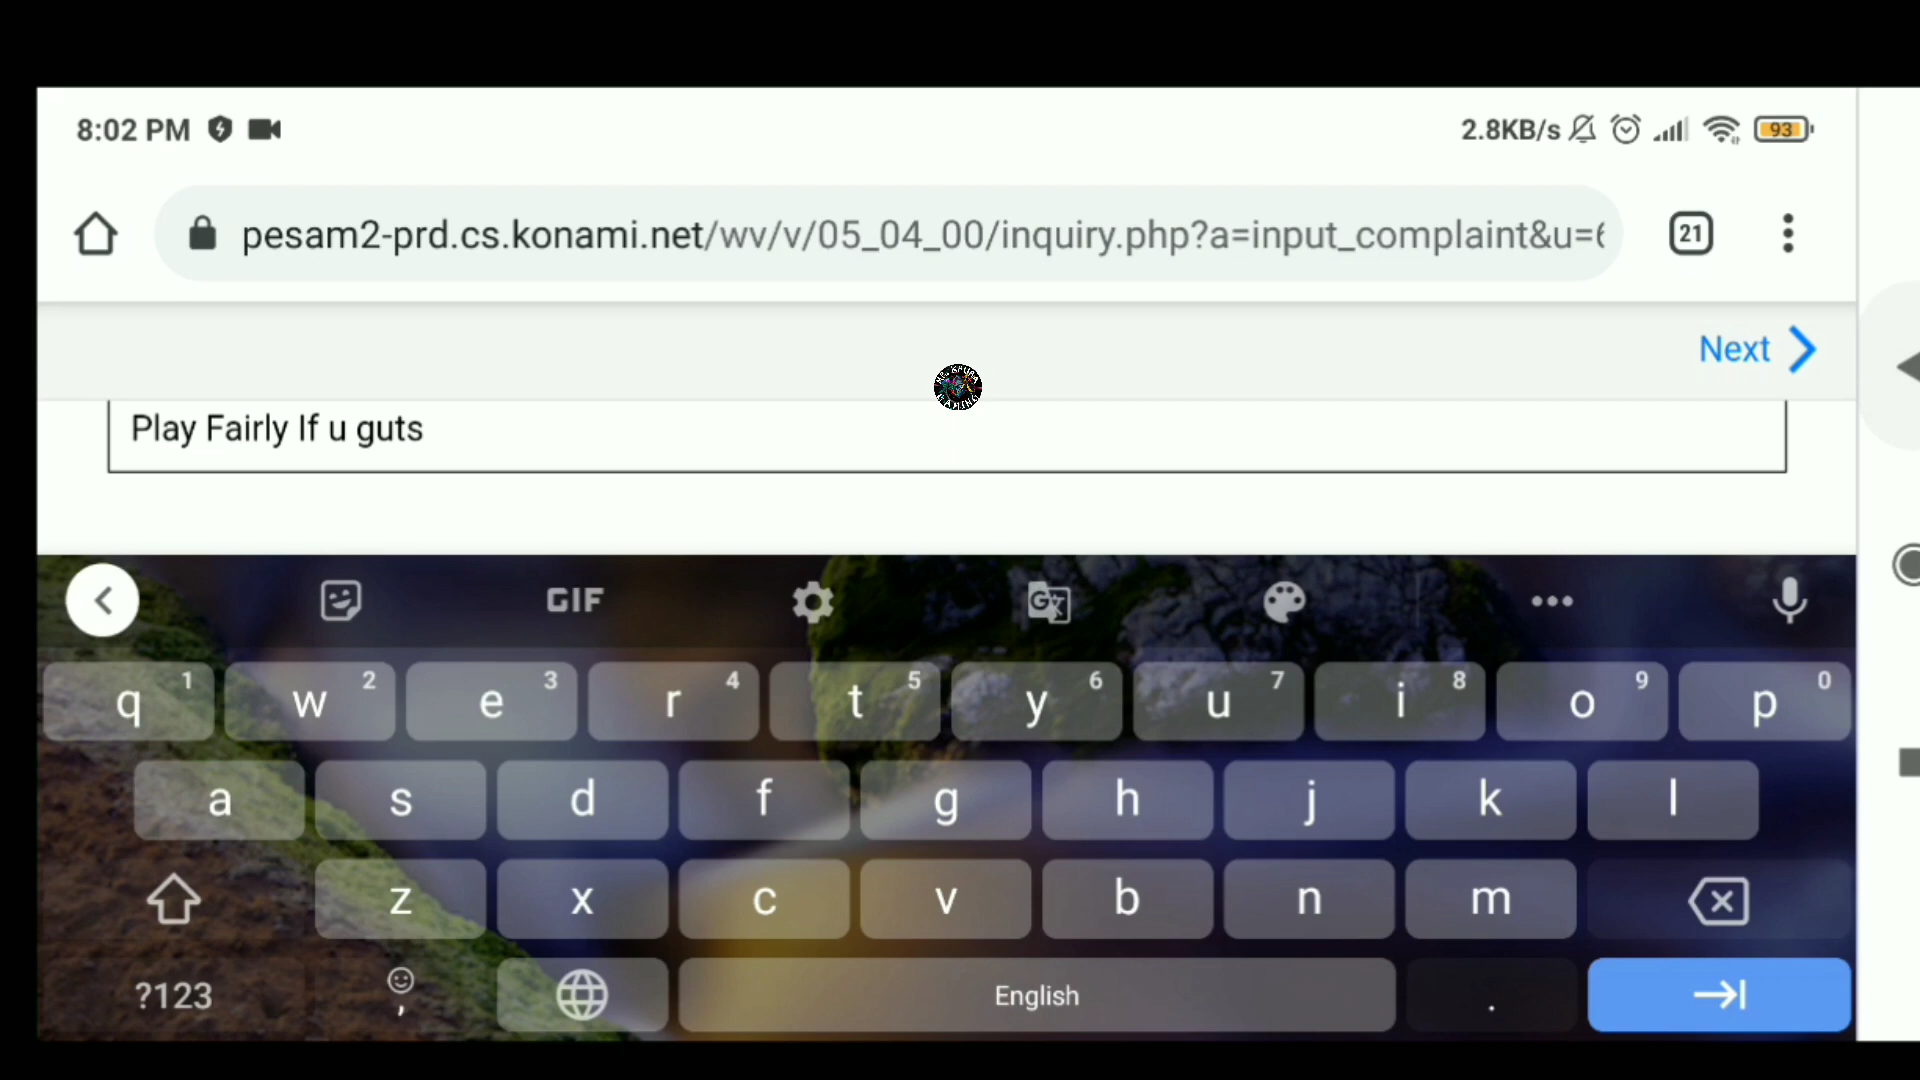 8:02 PM
2.8KB/s 93
pesam2-prd.cs.konami.net/wv/v/05_04_00/inquiry.php?a=input_complaint&u=6
21
Next
Play Fairly If u guts
GIF
q 1 w 2 e 3 r 4 t 5 y 6 u 7 i 8 o 9 p 0
a s d f g h j k l
z x c v b n m
?123 , English .